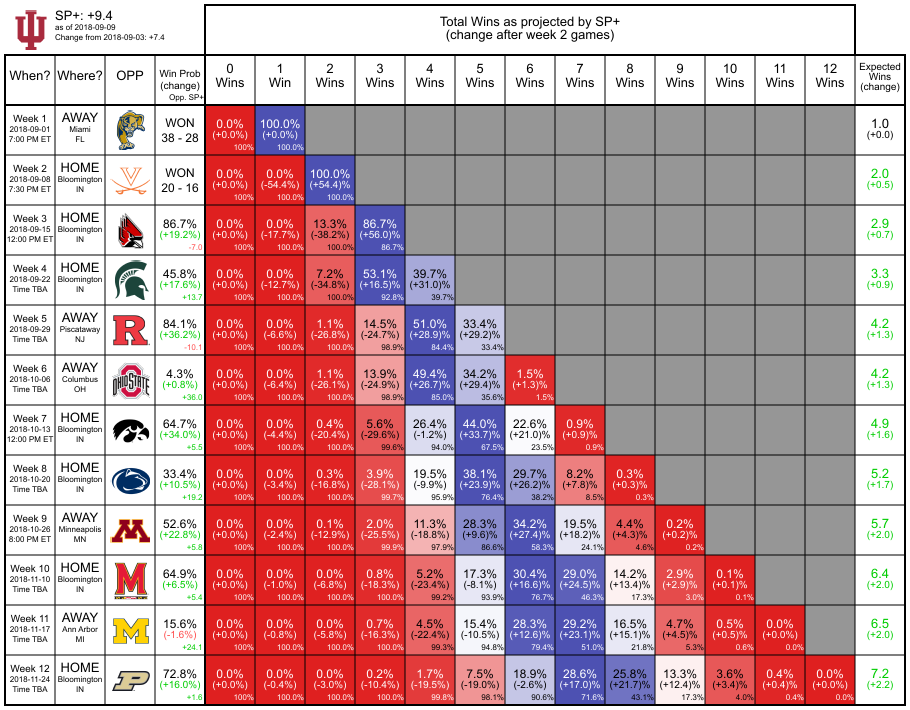 SP+: +9.4
as of 2018-09-09
Change from 2018-09-03: +7.4
Total Wins as projected by SP+
(change after week 2 games)
When? Where? OPP Win Prob (change) Opp. SP+ 0 Wins 1 Win 2 Wins 3 Wins 4 Wins 5 Wins 6 Wins 7 Wins 8 Wins 9 Wins 10 Wins 11 Wins 12 Wins Expected Wins (change)
Week 1 AWAY WON 0.0% 100.0% 1.0
2018-09-01 Miami 38 - 28 (+0.0%) (+0.0%) (+0.0)
7:00 PM ET FL 100% 100.0%
Week 2 HOME WON 0.0% 0.0% 100.0% 2.0
2018-09-08 Bloomington 20 - 16 (+0.0%) (-54.4%) (+54.4)% (+0.5)
7:30 PM ET IN 100% 100.0% 100.0%
Week 3 HOME 86.7% 0.0% 0.0% 13.3% 86.7% 2.9
2018-09-15 Bloomington (+19.2%) (+0.0%) (-17.7%) (-38.2%) (+56.0)% (+0.7)
12:00 PM ET IN -7.0 100% 100.0% 100.0% 86.7%
Week 4 HOME 45.8% 0.0% 0.0% 7.2% 53.1% 39.7% 3.3
2018-09-22 Bloomington (+17.6%) (+0.0%) (-12.7%) (-34.8%) (+16.5)% (+31.0)% (+0.9)
Time TBA IN +13.7 100% 100.0% 100.0% 92.8% 39.7%
Week 5 AWAY R 84.1% 0.0% 0.0% 1.1% 14.5% 51.0% 33.4% 4.2
2018-09-29 Piscataway (+36.2%) (+0.0%) (-6.6%) (-26.8%) (-24.7%) (+28.9)% (+29.2)% (+1.3)
Time TBA NJ -10.1 100% 100.0% 100.0% 98.9% 84.4% 33.4%
Week 6 AWAY OHIO STATE 4.3% 0.0% 0.0% 1.1% 13.9% 49.4% 34.2% 1.5% 4.2
2018-10-06 Columbus (+0.8%) (+0.0%) (-6.4%) (-26.1%) (-24.9%) (+26.7)% (+29.4)% (+1.3)% (+1.3)
Time TBA OH +36.0 100% 100.0% 100.0% 98.9% 85.0% 35.6% 1.5%
Week 7 HOME 64.7% 0.0% 0.0% 0.4% 5.6% 26.4% 44.0% 22.6% 0.9% 4.9
2018-10-13 Bloomington (+34.0%) (+0.0%) (-4.4%) (-20.4%) (-29.6%) (-1.2%) (+33.7)% (+21.0)% (+0.9)% (+1.6)
12:00 PM ET IN +5.5 100% 100.0% 100.0% 99.6% 94.0% 67.5% 23.5% 0.9%
Week 8 HOME 33.4% 0.0% 0.0% 0.3% 3.9% 19.5% 38.1% 29.7% 8.2% 0.3% 5.2
2018-10-20 Bloomington (+10.5%) (+0.0%) (-3.4%) (-16.8%) (-28.1%) (-9.9%) (+23.9)% (+26.2)% (+7.8)% (+0.3)% (+1.7)
Time TBA IN +19.2 100% 100.0% 100.0% 99.7% 95.9% 76.4% 38.2% 8.5% 0.3%
Week 9 AWAY M 52.6% 0.0% 0.0% 0.1% 2.0% 11.3% 28.3% 34.2% 19.5% 4.4% 0.2% 5.7
2018-10-26 Minneapolis (+22.8%) (+0.0%) (-2.4%) (-12.9%) (-25.5%) (-18.8%) (+9.6)% (+27.4)% (+18.2)% (+4.3)% (+0.2)% (+2.0)
8:00 PM ET MN +5.8 100% 100.0% 100.0% 99.9% 97.9% 86.6% 58.3% 24.1% 4.6% 0.2%
Week 10 HOME M 64.9% 0.0% 0.0% 0.0% 0.8% 5.2% 17.3% 30.4% 29.0% 14.2% 2.9% 0.1% 6.4
2018-11-10 Bloomington (+6.5%) (+0.0%) (-1.0%) (-6.8%) (-18.3%) (-23.4%) (-8.1%) (+16.6)% (+24.5)% (+13.4)% (+2.9)% (+0.1)% (+2.0)
Time TBA IN +5.4 100% 100.0% 100.0% 100.0% 99.2% 93.9% 76.7% 46.3% 17.3% 3.0% 0.1%
Week 11 AWAY M 15.6% 0.0% 0.0% 0.0% 0.7% 4.5% 15.4% 28.3% 29.2% 16.5% 4.7% 0.5% 0.0% 6.5
2018-11-17 Ann Arbor (-1.6%) (+0.0%) (-0.8%) (-5.8%) (-16.3%) (-22.4%) (-10.5%) (+12.6)% (+23.1)% (+15.1)% (+4.5)% (+0.5)% (+0.0)% (+2.0)
Time TBA MI +24.1 100% 100.0% 100.0% 100.0% 99.3% 94.8% 79.4% 51.0% 21.8% 5.3% 0.6% 0.0%
Week 12 HOME P 72.8% 0.0% 0.0% 0.0% 0.2% 1.7% 7.5% 18.9% 28.6% 25.8% 13.3% 3.6% 0.4% 0.0% 7.2
2018-11-24 Bloomington (+16.0%) (+0.0%) (-0.4%) (-3.0%) (-10.4%) (-19.5%) (-19.0%) (-2.6%) (+17.0)% (+21.7)% (+12.4)% (+3.4)% (+0.4)% (+0.0)% (+2.2)
Time TBA IN +1.6 100% 100.0% 100.0% 100.0% 99.8% 98.1% 90.6% 71.6% 43.1% 17.3% 4.0% 0.4% 0.0%